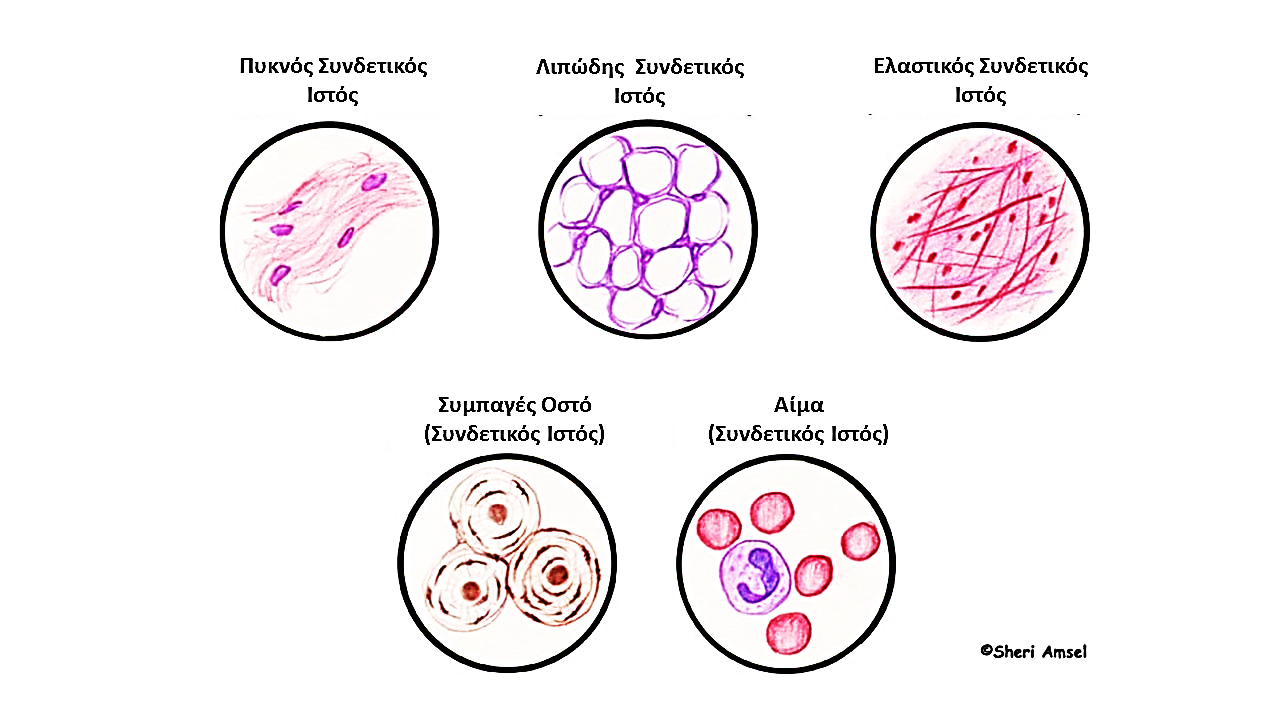 Πυκνός Συνδετικός
Ιστός
Λιπώδης Συνδετικός
Ιστός
Ελαστικός Συνδετικός
Ιστός
Συμπαγές Οστό
(Συνδετικός Ιστός)
Αίμα
(Συνδετικός Ιστός)
©Sheri Amsel